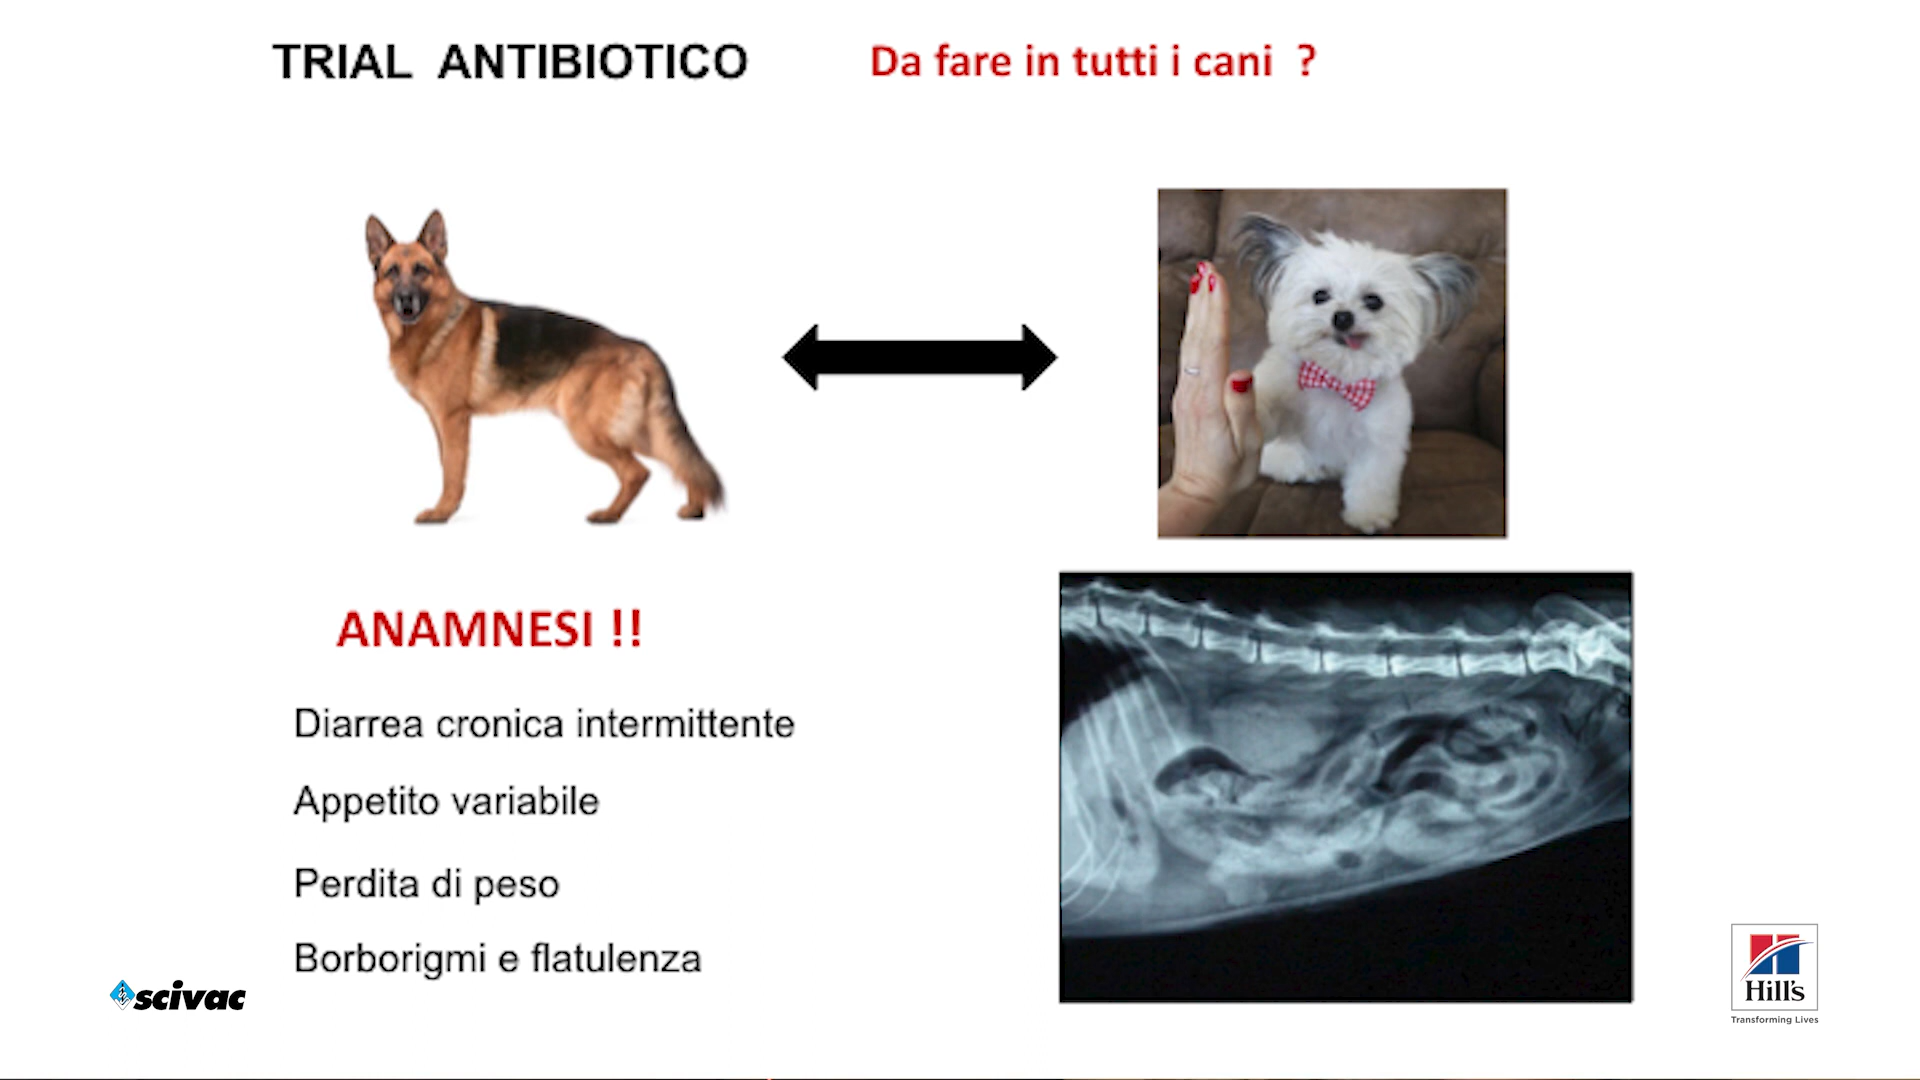 TRIAL ANTIBIOTICO
Da fare in tutti i cani ?
ANAMNESI !!
Diarrea cronica intermittente
Appetito variabile
Perdita di peso
Borborigmi e flatulenza
scivac
Hill's
Transforming Lives